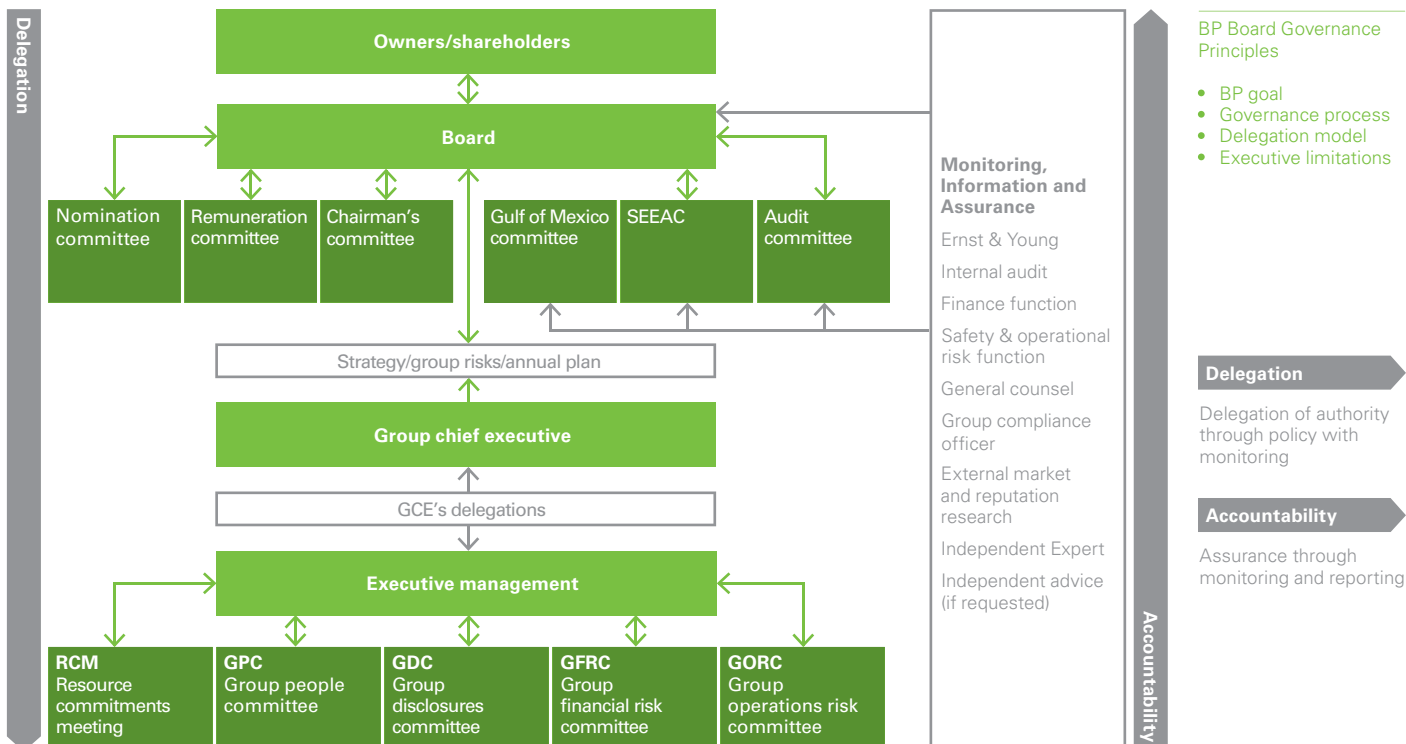 Delegation
Owners/shareholders
Board
Nomination
committee
Remuneration
committee
Chairman's
committee
Gulf of Mexico
committee
SEEAC
Audit
committee
Strategy/group risks/annual plan
Group chief executive
GCE's delegations
Executive management
RCM
Resource
commitments
meeting
GPC
Group people
committee
GDC
Group
disclosures
committee
GFRC
Group
financial risk
committee
GORC
Group
operations risk
committee
Monitoring,
Information and
Assurance
Ernst & Young
Internal audit
Finance function
Safety & operational
risk function
General counsel
Group compliance
officer
External market
and reputation
research
Independent Expert
Independent advice
(if requested)
Accountability
BP Board Governance
Principles
• BP goal
• Governance process
• Delegation model
• Executive limitations
Delegation
Delegation of authority
through policy with
monitoring
Accountability
Assurance through
monitoring and reporting